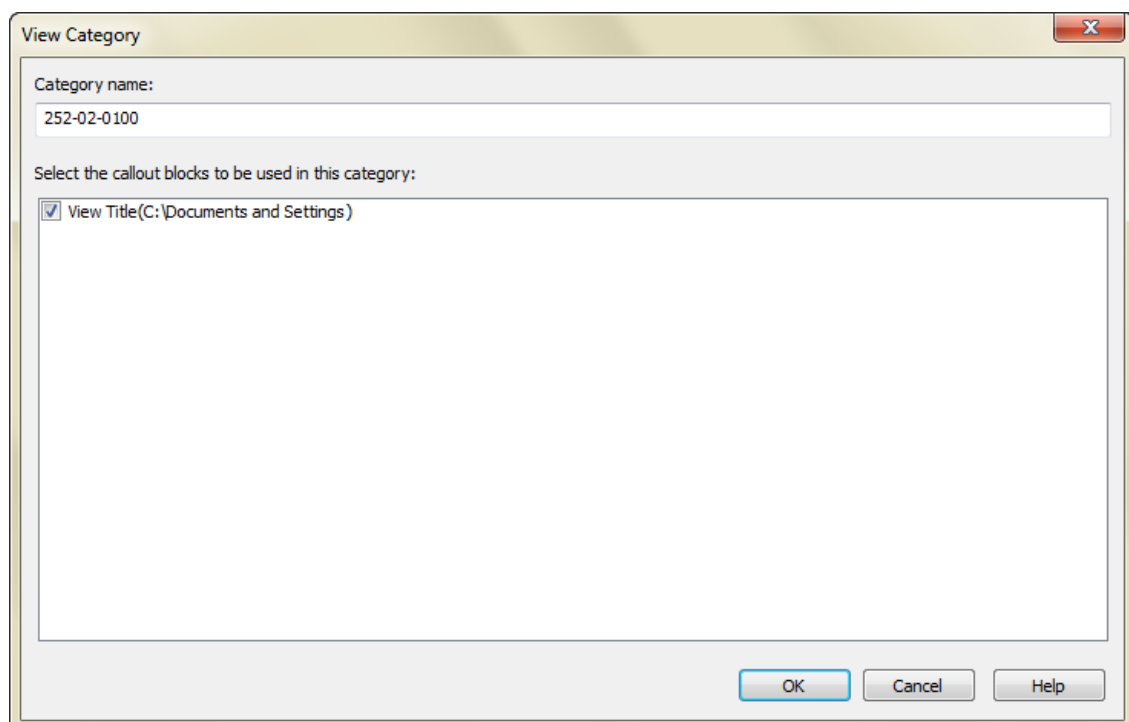 View Category
Category name:
252-02-0100
Select the callout blocks to be used in this category:
View Title(C:\Documents and Settings)
OK Cancel Help